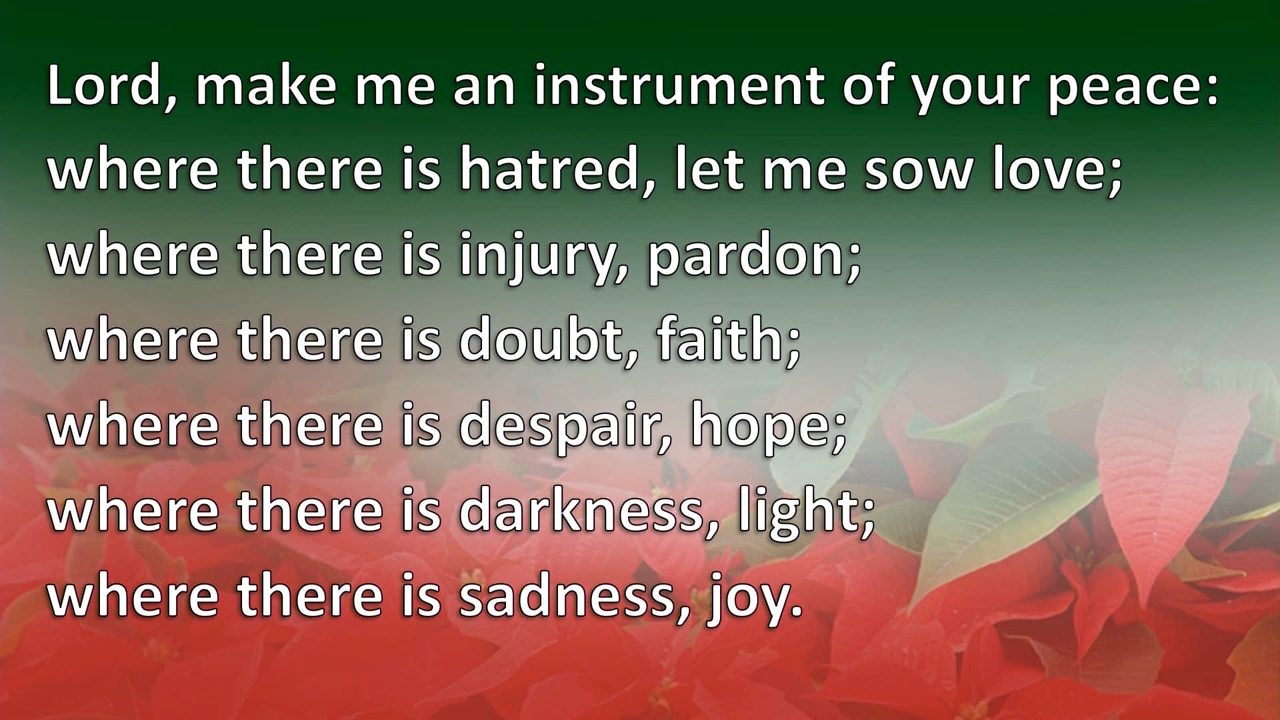 Lord, make me an instrument of your peace:
where there is hatred, let me sow love;
where there is injury, pardon;
where there is doubt, faith;
where there is despair, hope;
where there is darkness, light;
where there is sadness, joy.